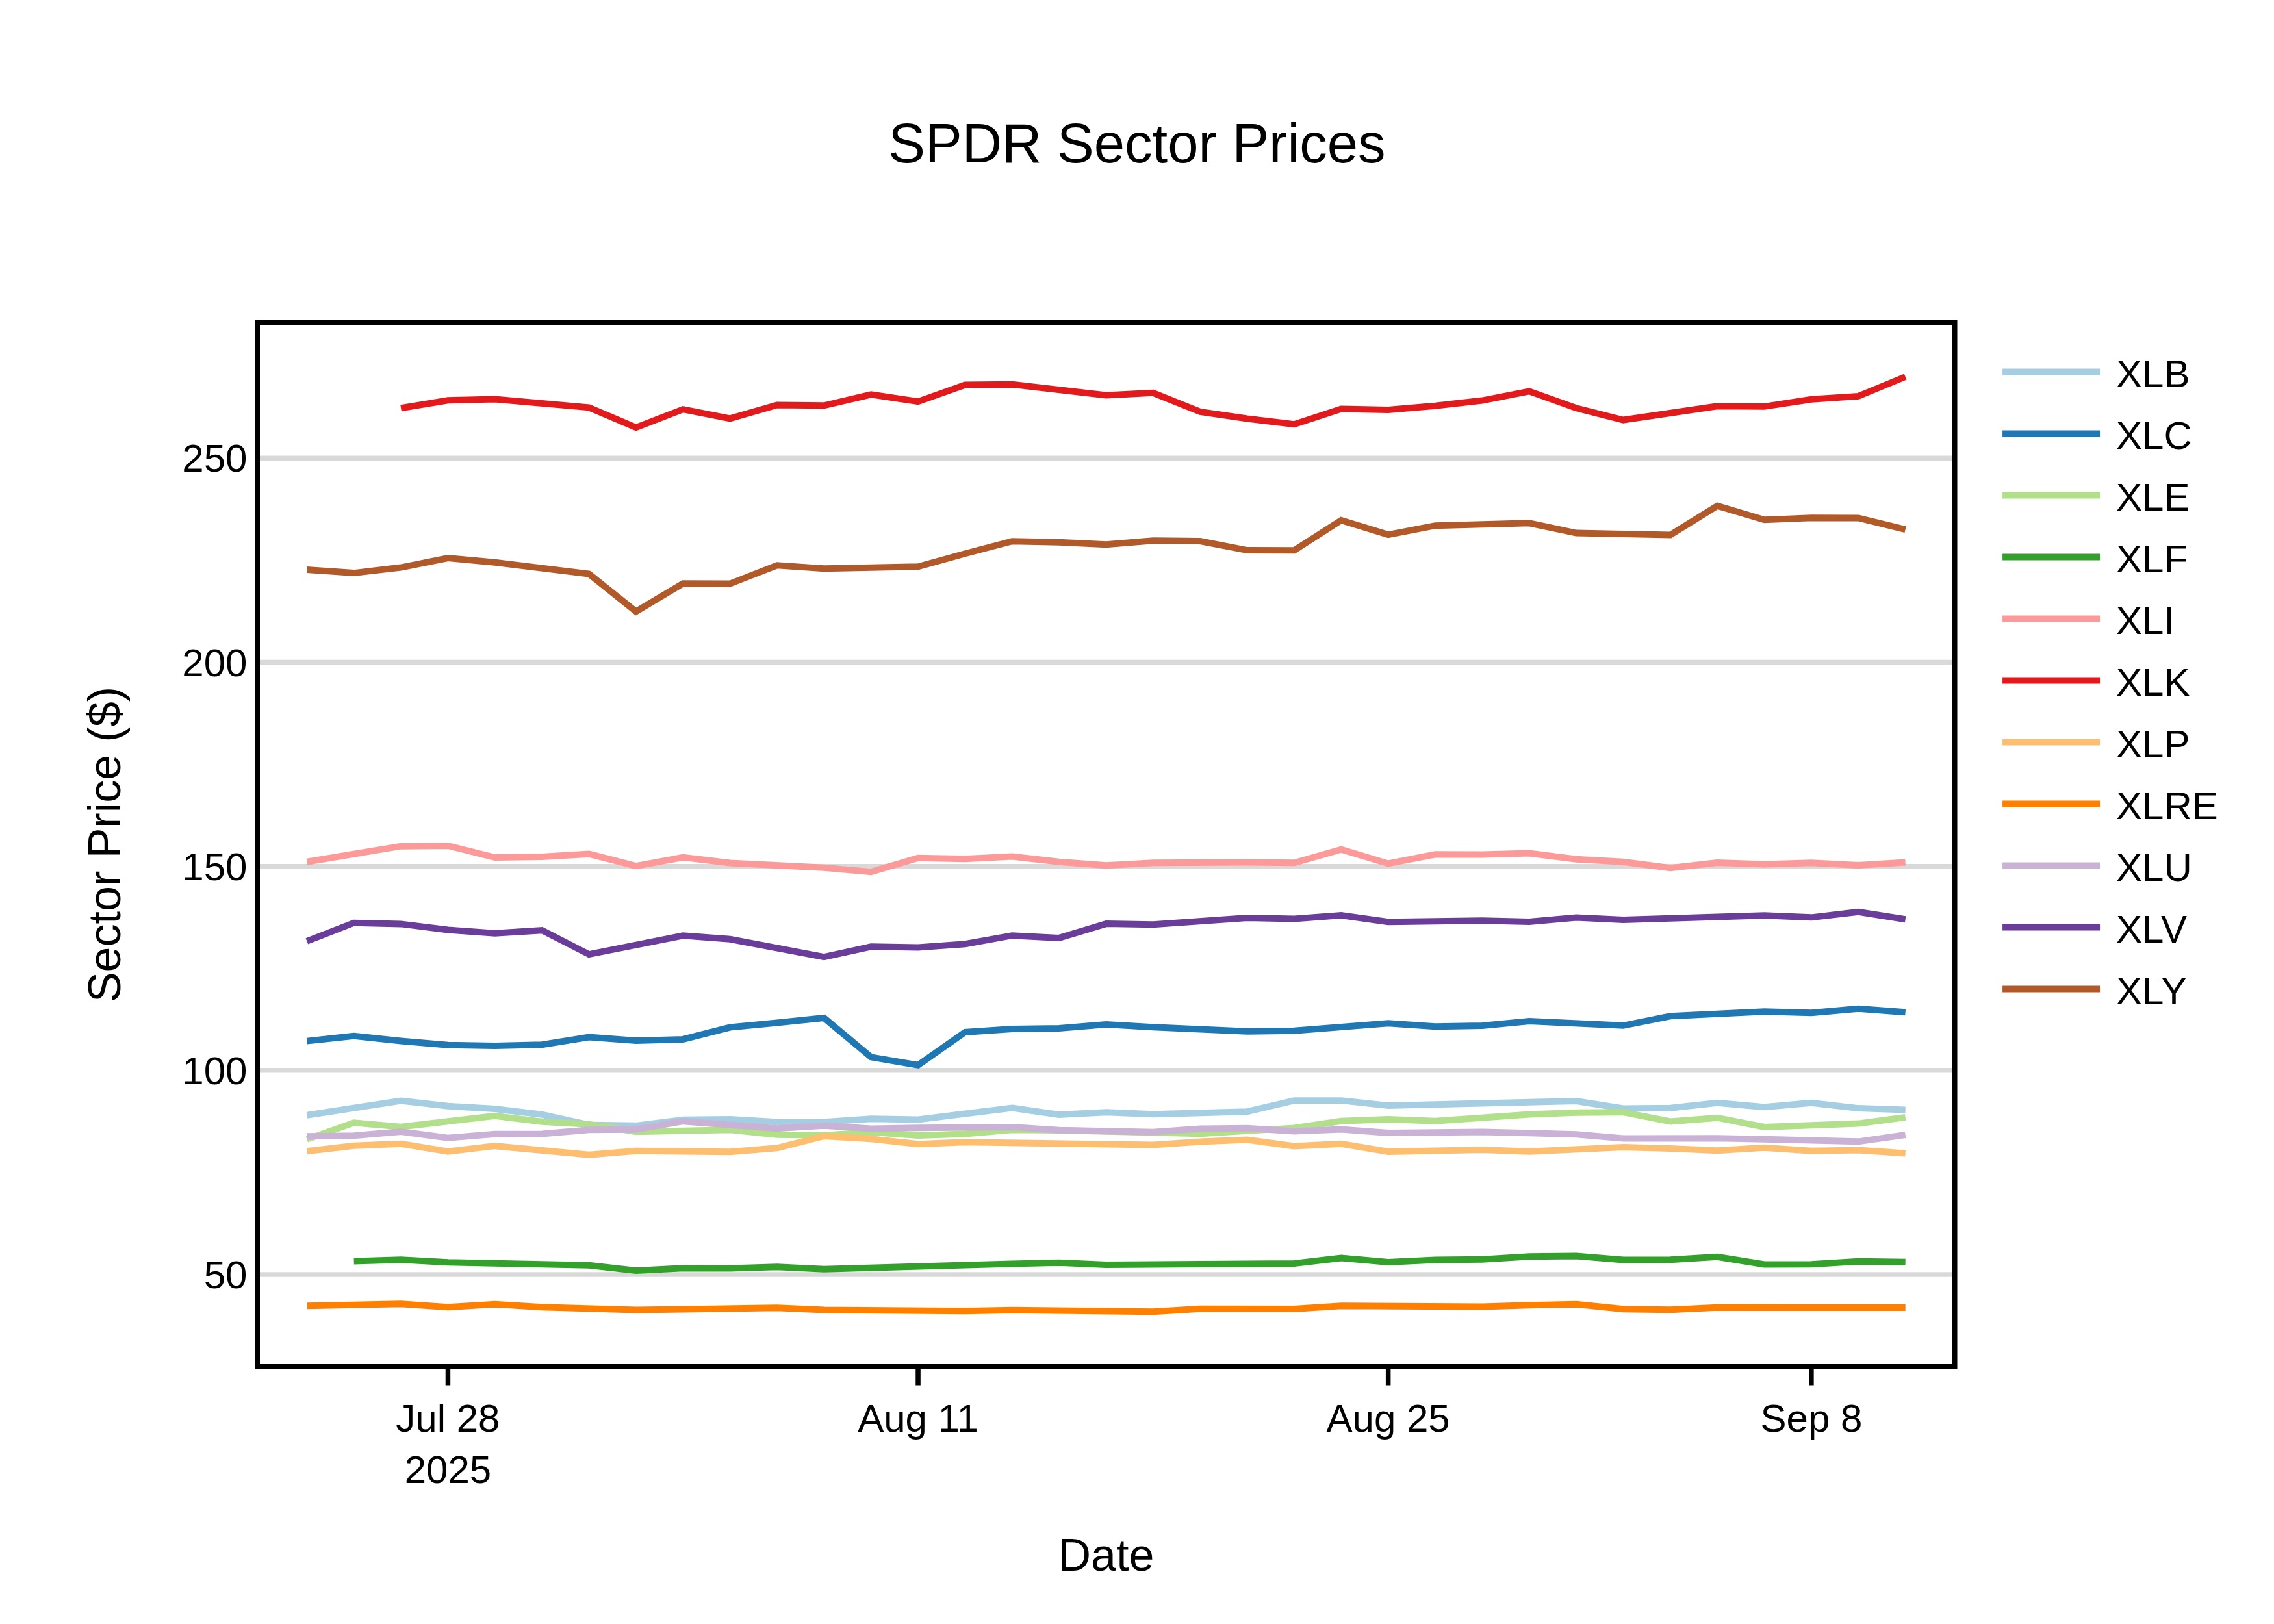 SPDR Sector Prices
Sector Price ($)
250
200
150
100
50
Jul 28
2025
Aug 11
Aug 25
Sep 8
Date
XLB
XLC
XLE
XLF
XLI
XLK
XLP
XLRE
XLU
XLV
XLY